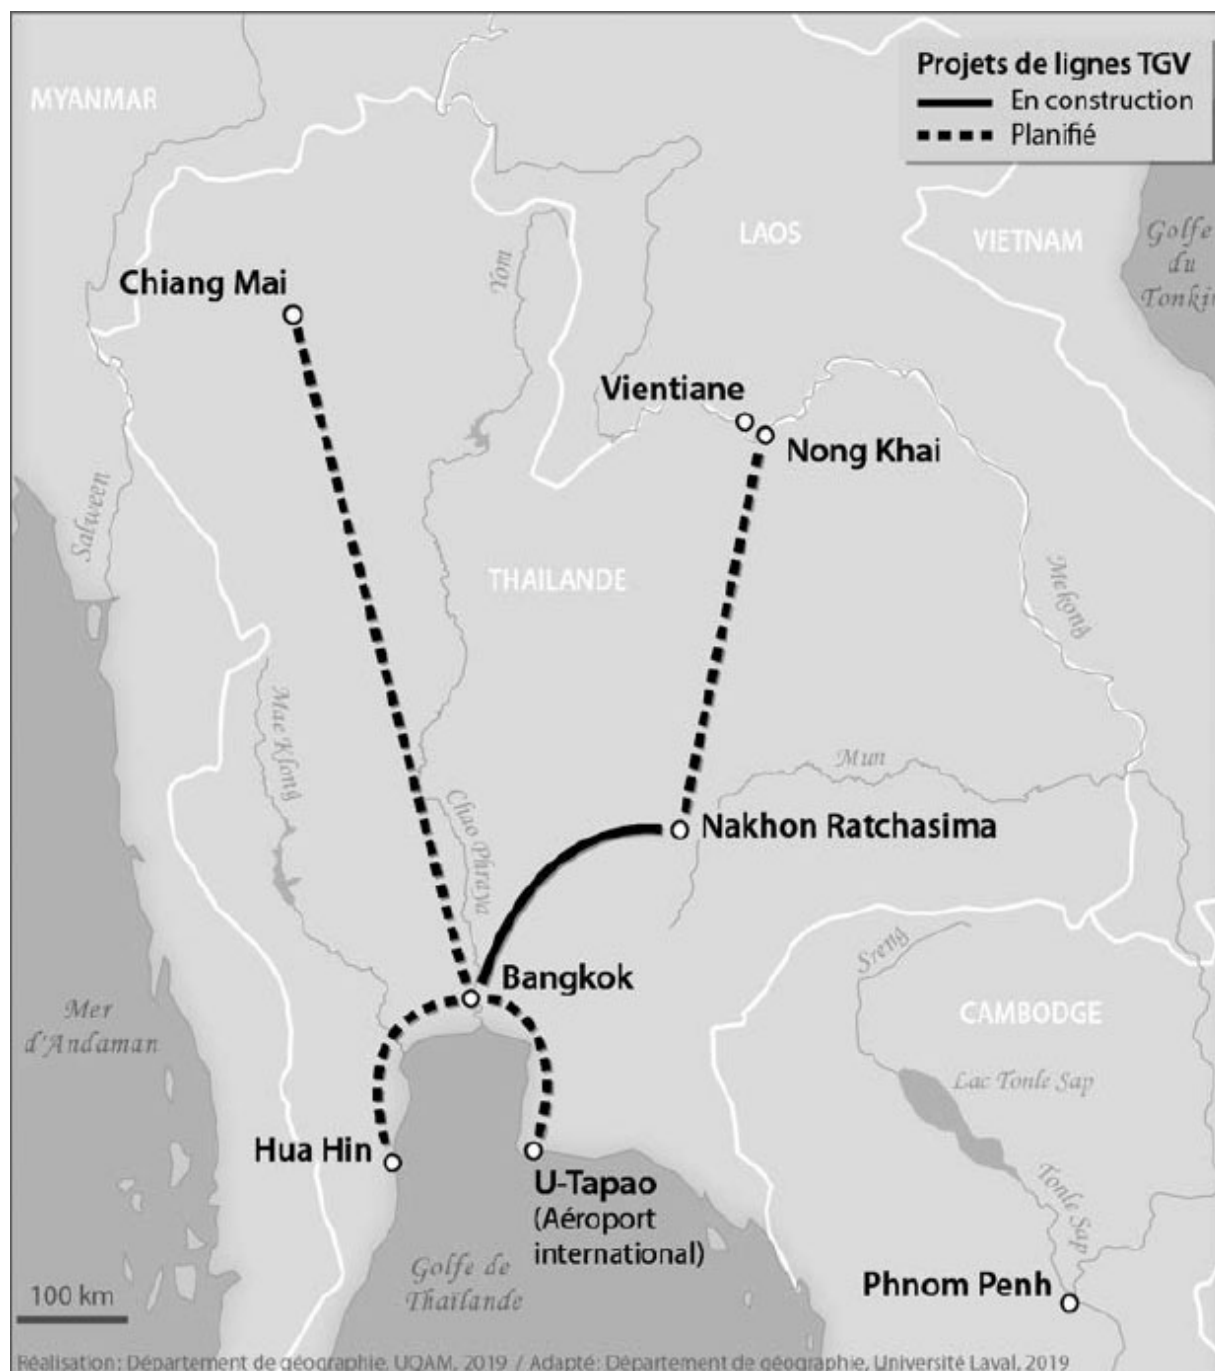 Projets de lignes TGV
En construction
Planifié
MYANMAR
LAOS
VIETNAM
Golfe
du
Tonkin
Chiang Mai
Yom
Vientiane
Nong Khai
Salween
THAILANDE
Mekong
Mae Klong
Chao Phraya
Mun
Nakhon Ratchasima
Sreng
Bangkok
CAMBODGE
Mer
d'Andaman
Lac Tonle Sap
Hua Hin
U-Tapao
(Aéroport
international)
Tonle Sap
Golfe de
Thaïlande
Phnom Penh
100 km
Réalisation: Département de géographie, UQAM, 2019 / Adapté: Département de géographie, Université Laval, 2019